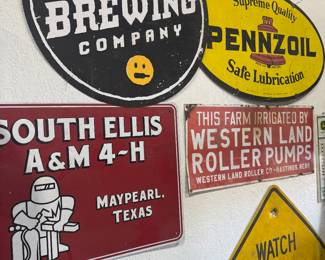 BREWING
COMPANY
Supreme Quality
PENNZOIL
Safe Lubrication
SOUTH ELLIS
A&M 4-H
MAYPEARL,
TEXAS
THIS FARM IRRIGATED BY
WESTERN LAND
ROLLER PUMPS
WESTERN LAND ROLLER CO-HASTINGS, NEBR.
WATCH